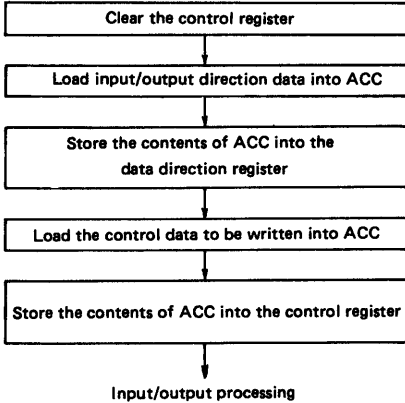 Clear the control register
Load input/output direction data into ACC
Store the contents of ACC into the
data direction register
Load the control data to be written into ACC
Store the contents of ACC into the control register
Input/output processing